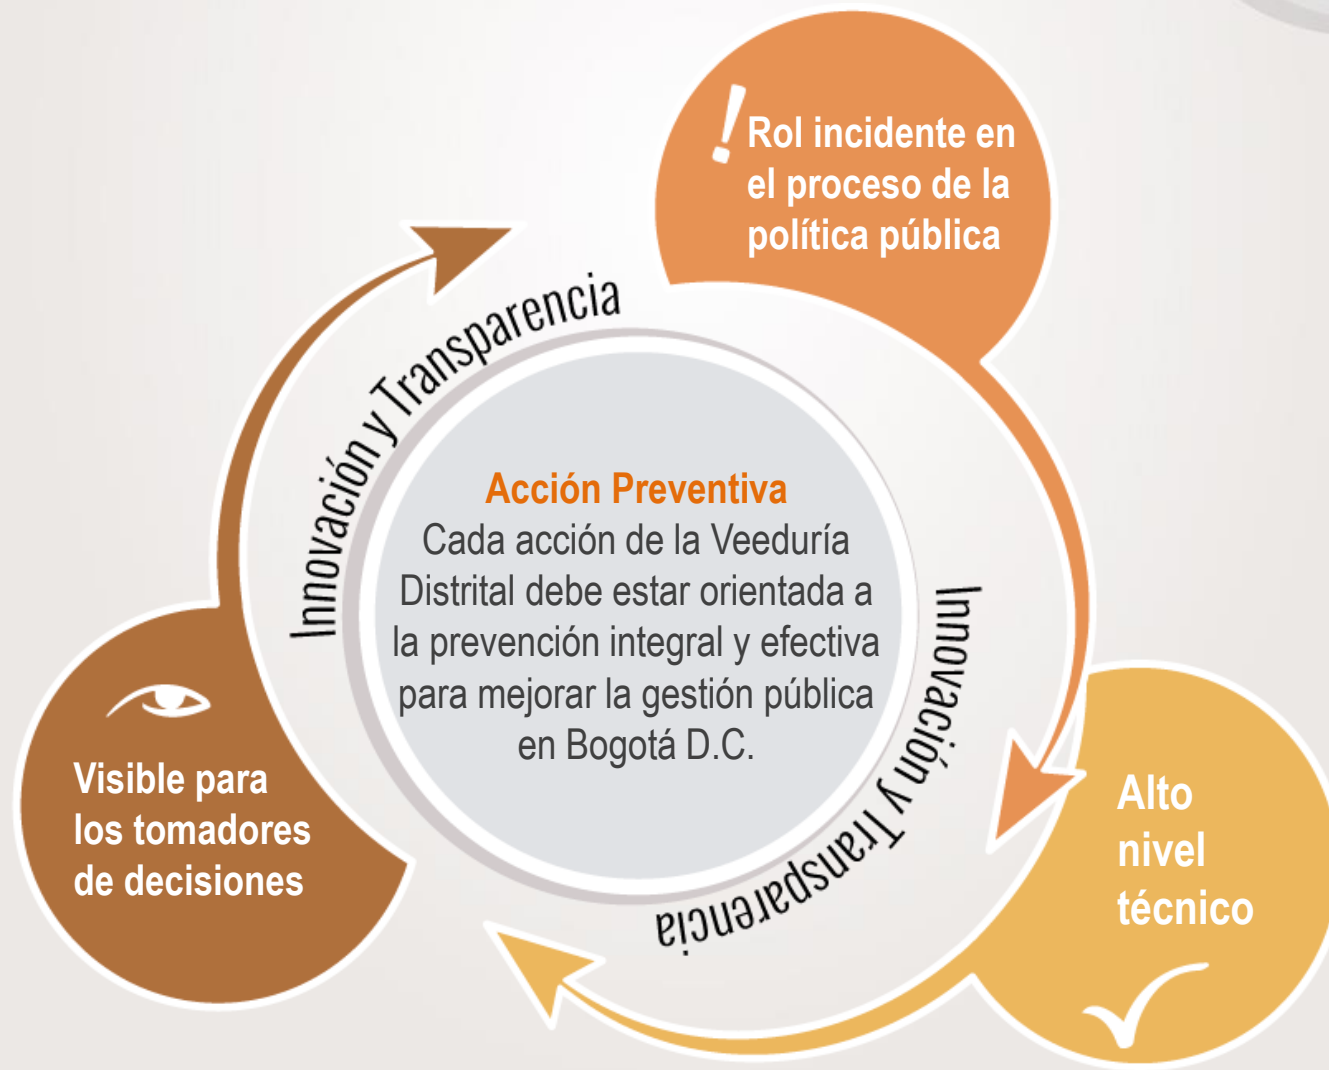 Rol incidente en
el proceso de la
política pública
Innovación y Transparencia
Acción Preventiva
Cada acción de la Veeduría
Distrital debe estar orientada a
la prevención integral y efectiva
para mejorar la gestión pública
en Bogotá D.C.
Innovación y Transparencia
Visible para
los tomadores
de decisiones
Alto
nivel
técnico